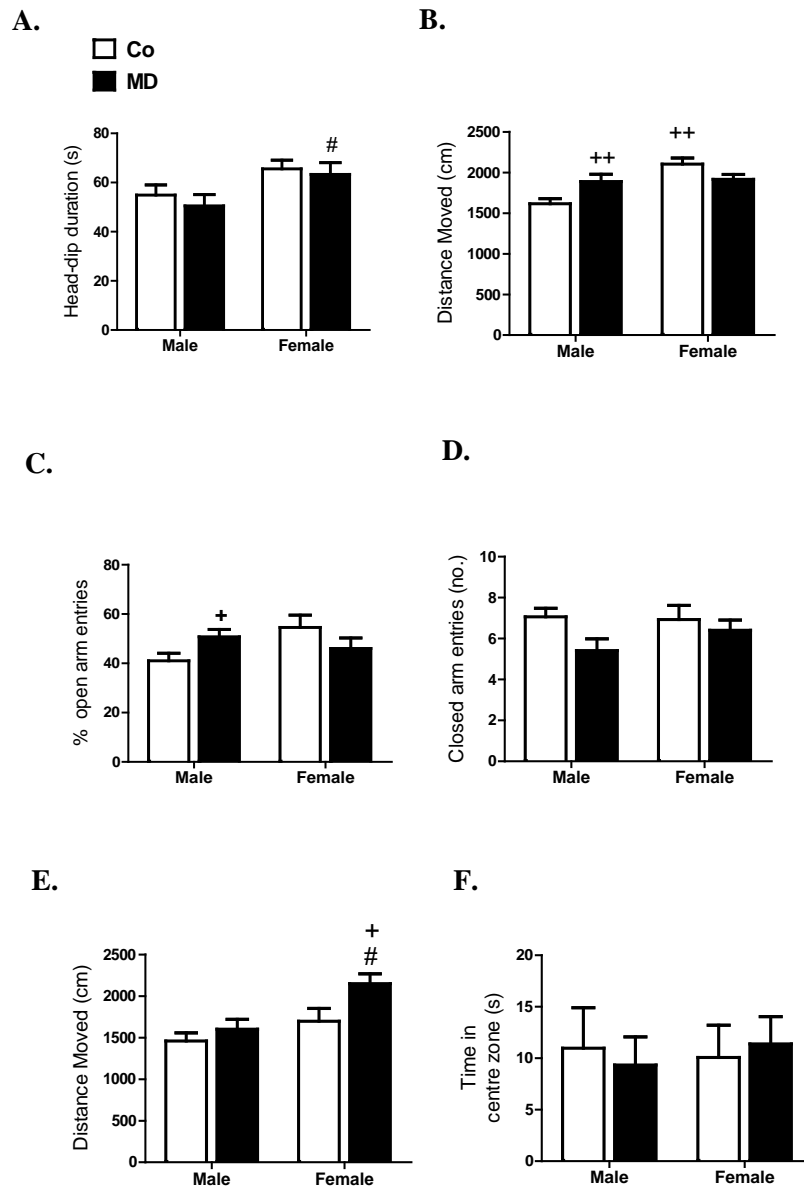 A.
Co
MD
Head-dip duration (s)
80
60
40
20
0
#
Male
Female
B.
Distance Moved (cm)
2500
2000
1500
1000
500
0
++
++
Male
Female
C.
% open arm entries
80
60
40
20
0
+
Male
Female
D.
Closed arm entries (no.)
10
8
6
4
2
0
Male
Female
E.
Distance Moved (cm)
2500
2000
1500
1000
500
0
+
#
Male
Female
F.
Time in
centre zone (s)
20
15
10
5
0
Male
Female